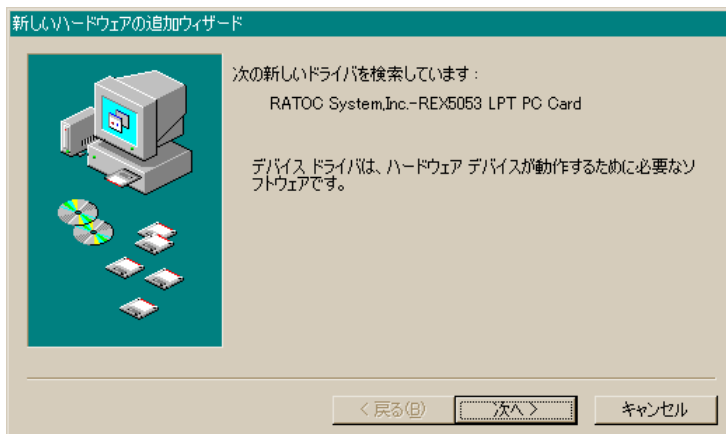 新しいハードウェアの追加ウィザード
次の新しいドライバを検索しています：
RATOC System,Inc.-REX5053 LPT PC Card
デバイス ドライバは、ハードウェア デバイスが動作するために必要なソ
フトウェアです。
< 戻る(B)
次へ >
キャンセル